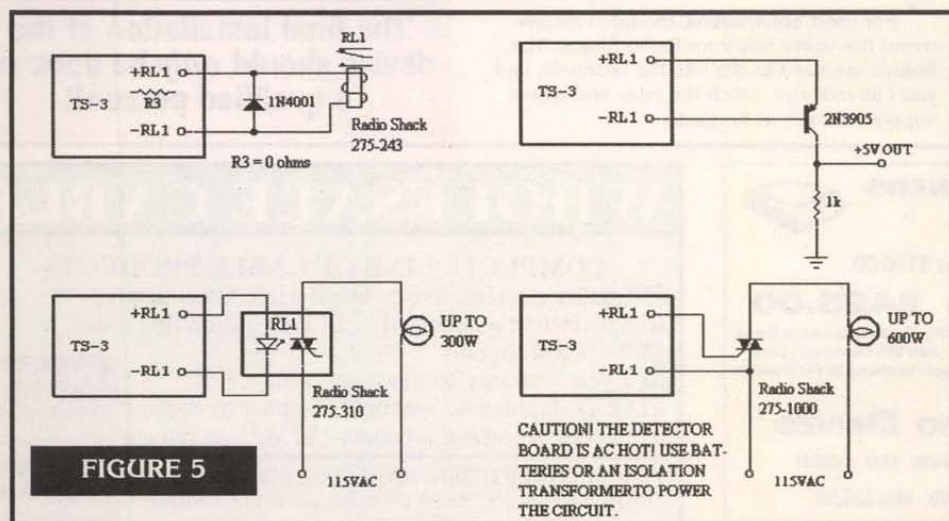 RL1
+RL1
R3
TS-3
1N4001
-RL1
Radio Shack
275-243
R3 = 0 ohms
+RL1
TS-3
-RL1
2N3905
+5V OUT
1k
+RL1
RL1
TS-3
-RL1
UP TO
300W
Radio Shack
275-310
115VAC
FIGURE 5
+RL1
TS-3
-RL1
UP TO
600W
Radio Shack
275-1000
115VAC
CAUTION! THE DETECTOR
BOARD IS AC HOT! USE BAT-
TERIES OR AN ISOLATION
TRANSFORMERTO POWER
THE CIRCUIT.